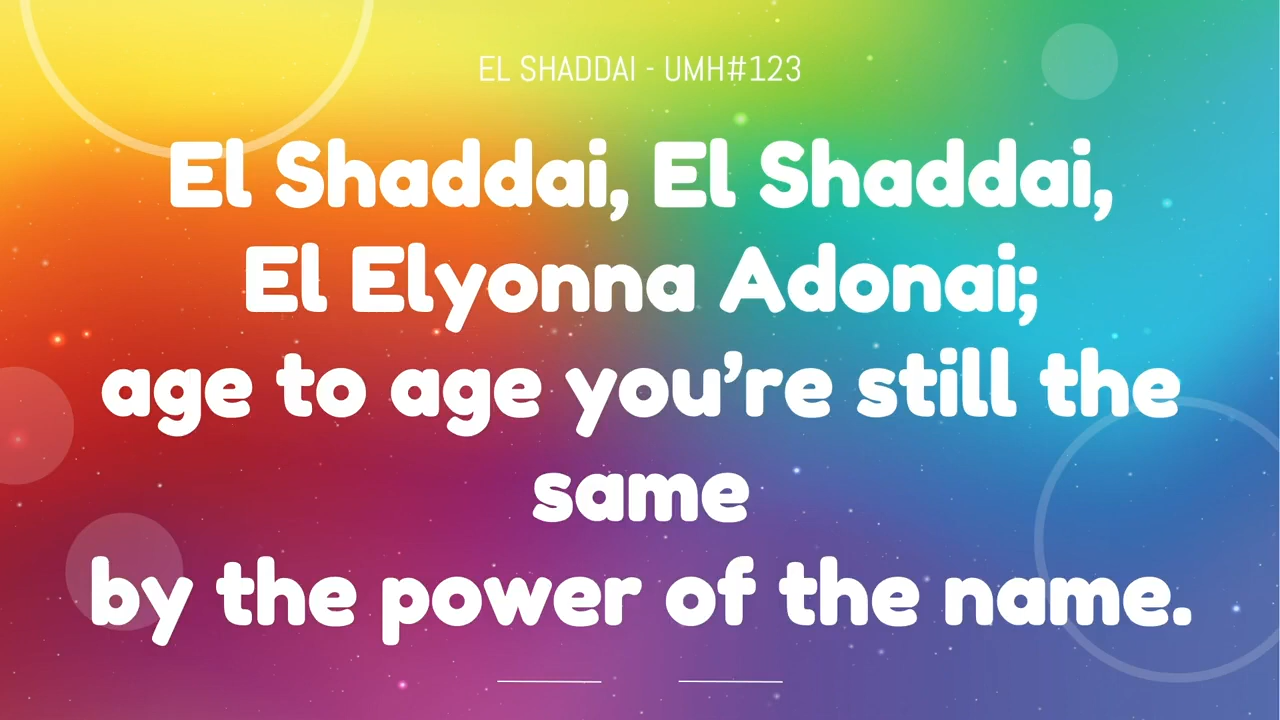 EL SHADDAI - UMH#123
El Shaddai, El Shaddai,
El Elyonna Adonai;
age to age you’re still the
same
by the power of the name.